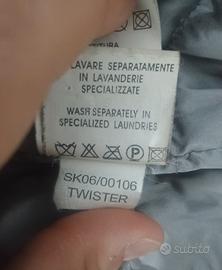 LAVARE SEPARATAMENTE
IN LAVANDERIE
SPECIALIZZATE
WASH SEPARATELY IN
SPECIALIZED LAUNDRIES
P
SK06/00106
TWISTER
subito